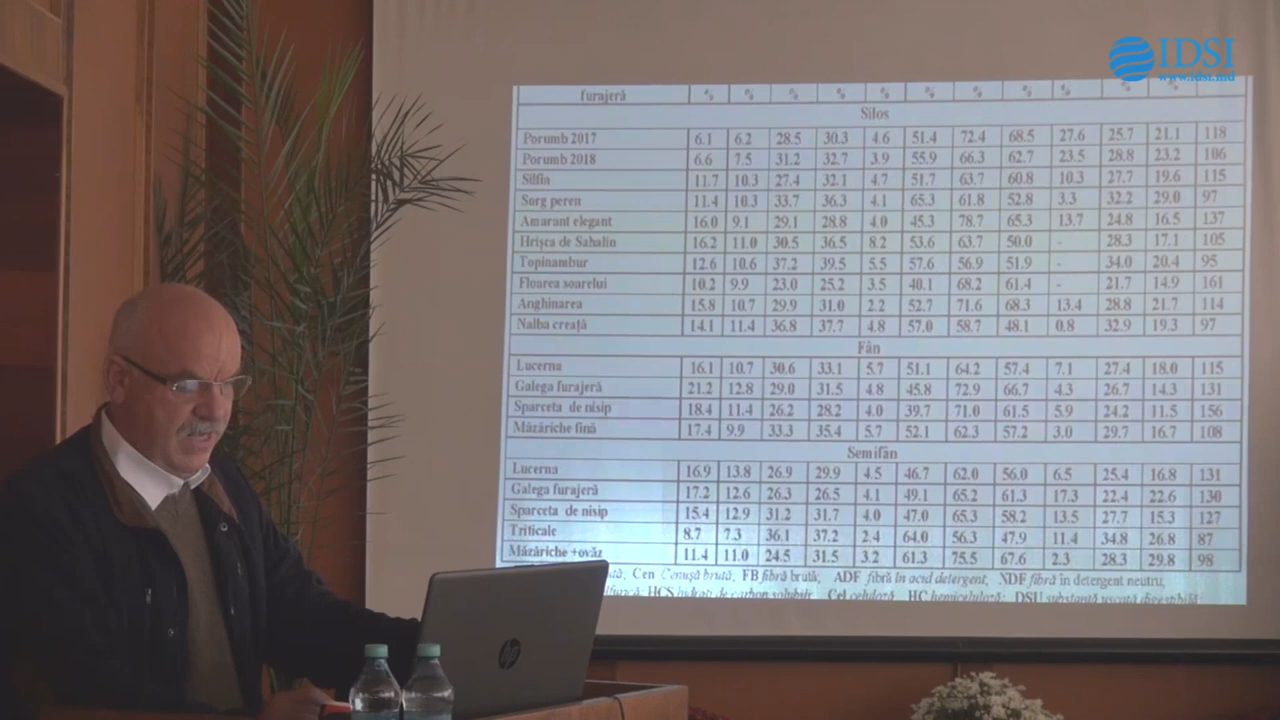 IDSI
www.idsi.md
furajeră % % % % % % % % % % %
Silos
Porumb 2017 6.1 6.2 28.5 30.3 4.6 51.4 72.4 68.5 27.6 25.7 21.1 118
Porumb 2018 6.6 7.5 31.2 32.7 3.9 55.9 66.3 62.7 23.5 28.8 23.2 106
Silfia 11.7 10.3 27.4 32.1 4.7 51.7 63.7 60.8 10.3 27.7 19.6 115
Sorg peren 11.4 10.3 33.7 36.3 4.1 65.3 61.8 52.8 3.3 32.2 29.0 97
Amarant elegant 16.0 9.1 29.1 28.8 4.0 45.3 78.7 65.3 13.7 24.8 16.5 137
Hrișca de Sahalin 16.2 11.0 30.5 36.5 8.2 53.6 63.7 50.0 - 28.3 17.1 105
Topinambur 12.6 10.6 37.2 39.5 5.5 57.6 56.9 51.9 - 34.0 20.4 95
Floarea soarelui 10.2 9.9 23.0 25.2 3.5 40.1 68.2 61.4 - 21.7 14.9 161
Anghinarea 15.8 10.7 29.9 31.0 2.2 52.7 71.6 68.3 13.4 28.8 21.7 114
Nalba creață 14.1 11.4 36.8 37.7 4.8 57.0 58.7 48.1 0.8 32.9 19.3 97
Fân
Lucerna 16.1 10.7 30.6 33.1 5.7 51.1 64.2 57.4 7.1 27.4 18.0 115
Galega furajeră 21.2 12.8 29.0 31.5 4.8 45.8 72.9 66.7 4.3 26.7 14.3 131
Sparceta de nisip 18.4 11.4 26.2 28.2 4.0 39.7 71.0 61.5 5.9 24.2 11.5 156
Măzăriche fină 17.4 9.9 33.3 35.4 5.7 52.1 62.3 57.2 3.0 29.7 16.7 108
Semifân
Lucerna 16.9 13.8 26.9 29.9 4.5 46.7 62.0 56.0 6.5 25.4 16.8 131
Galega furajeră 17.2 12.6 26.3 26.5 4.1 49.1 65.2 61.3 17.3 22.4 22.6 130
Sparceta de nisip 15.4 12.9 31.2 31.7 4.0 47.0 65.3 58.2 13.5 27.7 15.3 127
Triticale 8.7 7.3 36.1 37.2 2.4 64.0 56.3 47.9 11.4 34.8 26.8 87
Măzăriche +ovăz 11.4 11.0 24.5 31.5 3.2 61.3 75.5 67.6 2.3 28.3 29.8 98
Cen Cenușă brută, FB fibră brută; ADF fibră în acid detergent, NDF fibră în detergent neutru,
HCS hidrați de carbon solubili, Cel celuloză, HC hemiceluloză; DSU substanță uscată digestibilă;
hp